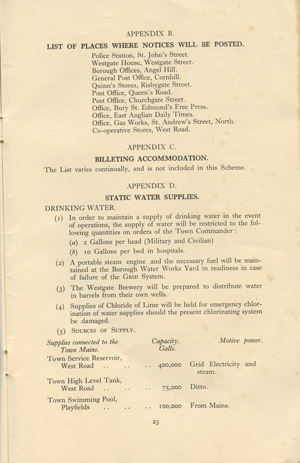 APPENDIX B.
LIST OF PLACES WHERE NOTICES WILL BE POSTED.
Police Station, St. John's Street.
Westgate House, Westgate Street.
Borough Offices, Angel Hill.
General Post Office, Cornhill.
Quinn's Stores, Risbygate Street.
Post Office, Queen's Road.
Post Office, Churchgate Street.
Office, Bury St. Edmund's Free Press.
Office, East Anglian Daily Times.
Office, Gas Works, St. Andrew's Street, North.
Co-operative Stores, West Road.
APPENDIX C.
BILLETING ACCOMMODATION.
The List varies continually, and is not included in this Scheme.
APPENDIX D.
STATIC WATER SUPPLIES.
DRINKING WATER.
(1) In order to maintain a supply of drinking water in the event
of operations, the supply of water will be restricted to the fol-
lowing quantities on orders of the Town Commander :
(a) 2 Gallons per head (Military and Civilian)
(b) 10 Gallons per bed in hospitals.
(2) A portable steam engine and the necessary fuel will be main-
tained at the Borough Water Works Yard in readiness in case
of failure of the GRID System.
(3) The Westgate Brewery will be prepared to distribute water
in barrels from their own wells.
(4) Supplies of Chloride of Lime will be held for emergency chlor-
ination of water supplies should the present chlorinating system
be damaged.
(5) SOURCES OF SUPPLY.
Supplies connected to the Capacity. Motive power.
Town Mains. Galls.
Town Service Reservoir,
West Road .. .. .. 400,000 Grid Electricity and
steam.
Town High Level Tank,
West Road .. .. .. 75,000 Ditto.
Town Swimming Pool,
Playfields .. .. .. 100,000 From Mains.
23